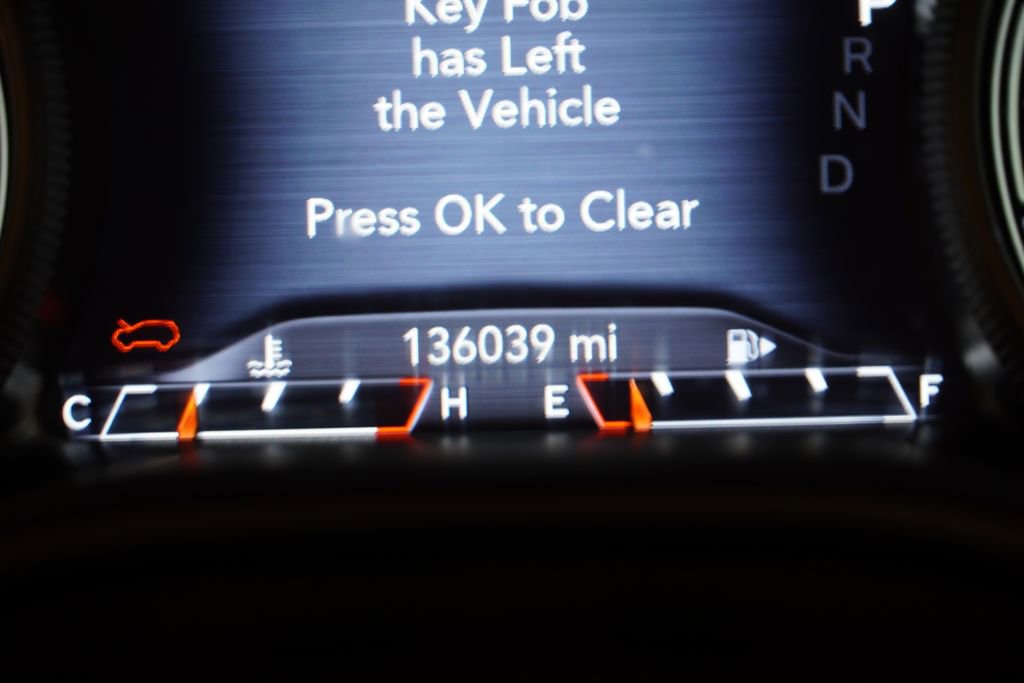 Key Fob
has Left
the Vehicle
Press OK to Clear
P
R
N
D
136039 mi
C
H
E
F